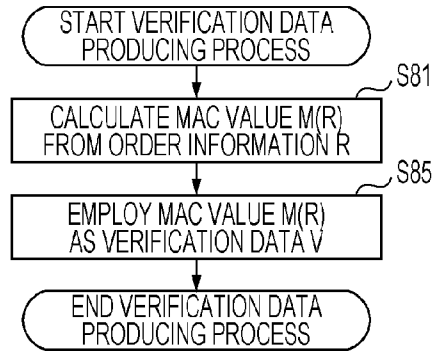 START VERIFICATION DATA
PRODUCING PROCESS
S81
CALCULATE MAC VALUE M(R)
FROM ORDER INFORMATION R
S85
EMPLOY MAC VALUE M(R)
AS VERIFICATION DATA V
END VERIFICATION DATA
PRODUCING PROCESS